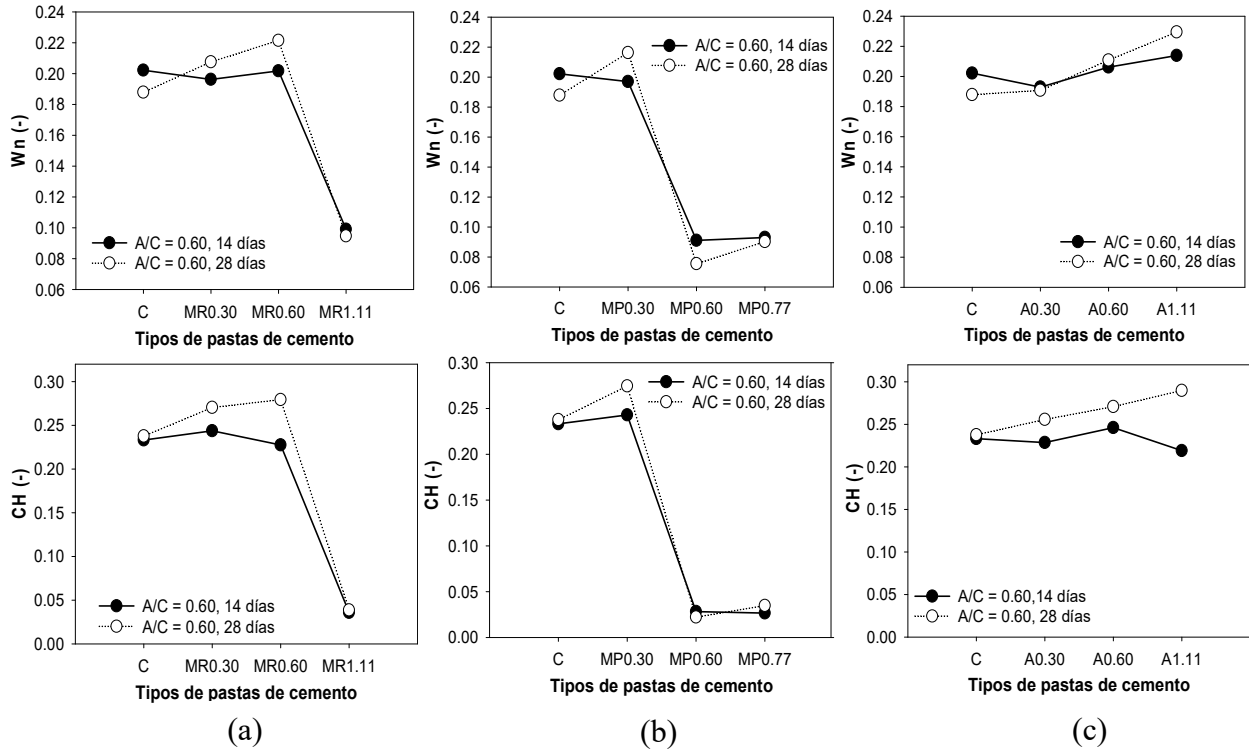 0.24
0.22
0.20
0.18
0.16
0.14
0.12
0.10
0.08
0.06
Wn (-)
A/C = 0.60, 14 días
A/C = 0.60, 28 días
C MR0.30 MR0.60 MR1.11
Tipos de pastas de cemento
0.24
0.22
0.20
0.18
0.16
0.14
0.12
0.10
0.08
0.06
Wn (-)
A/C = 0.60, 14 días
A/C = 0.60, 28 días
C MP0.30 MP0.60 MP0.77
Tipos de pastas de cemento
0.24
0.22
0.20
0.18
0.16
0.14
0.12
0.10
0.08
0.06
Wn (-)
A/C = 0.60, 14 días
A/C = 0.60, 28 días
C A0.30 A0.60 A1.11
Tipos de pastas de cemento
0.30
0.25
0.20
0.15
0.10
0.05
0.00
CH (-)
A/C = 0.60, 14 días
A/C = 0.60, 28 días
C MR0.30 MR0.60 MR1.11
Tipos de pastas de cemento
0.30
0.25
0.20
0.15
0.10
0.05
0.00
CH (-)
A/C = 0.60, 14 días
A/C = 0.60, 28 días
C MP0.30 MP0.60 MP0.77
Tipos de pastas de cemento
0.30
0.25
0.20
0.15
0.10
0.05
0.00
CH (-)
A/C = 0.60,14 días
A/C = 0.60, 28 días
C A0.30 A0.60 A1.11
Tipos de pastas de cemento
(a) (b) (c)